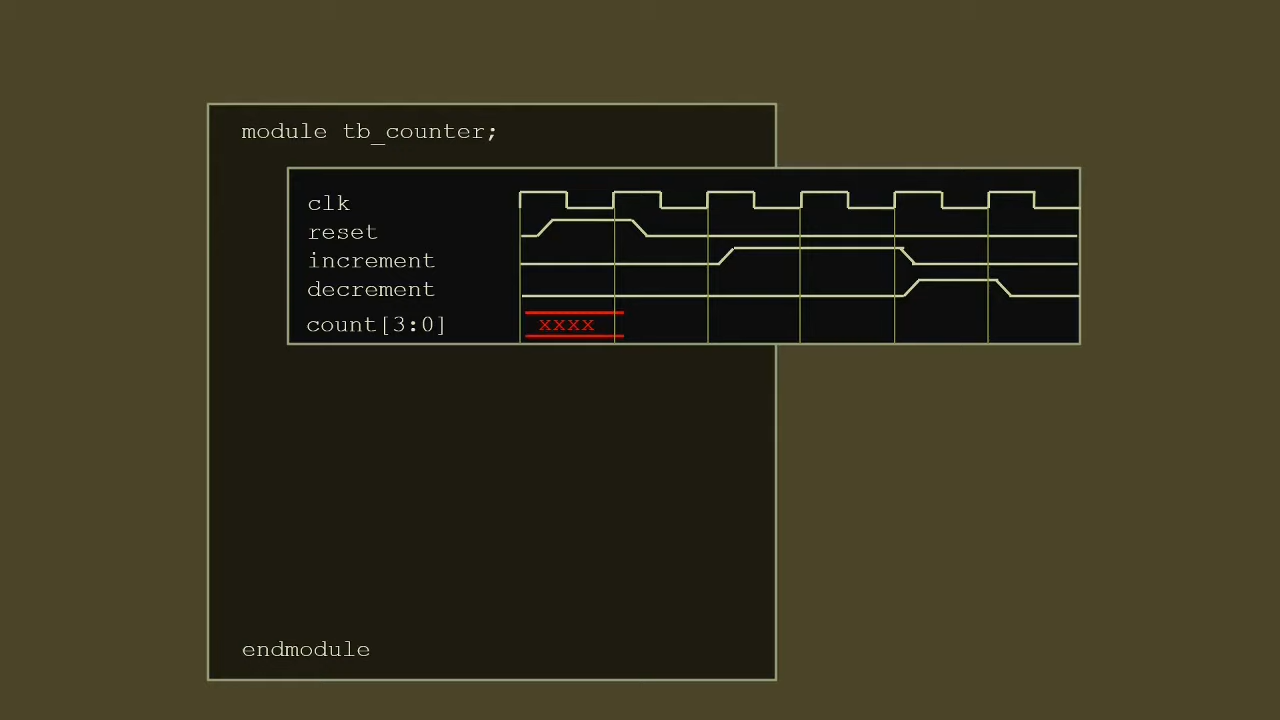 module tb_counter;
clk
reset
increment
decrement
count[3:0]
xxxx
endmodule